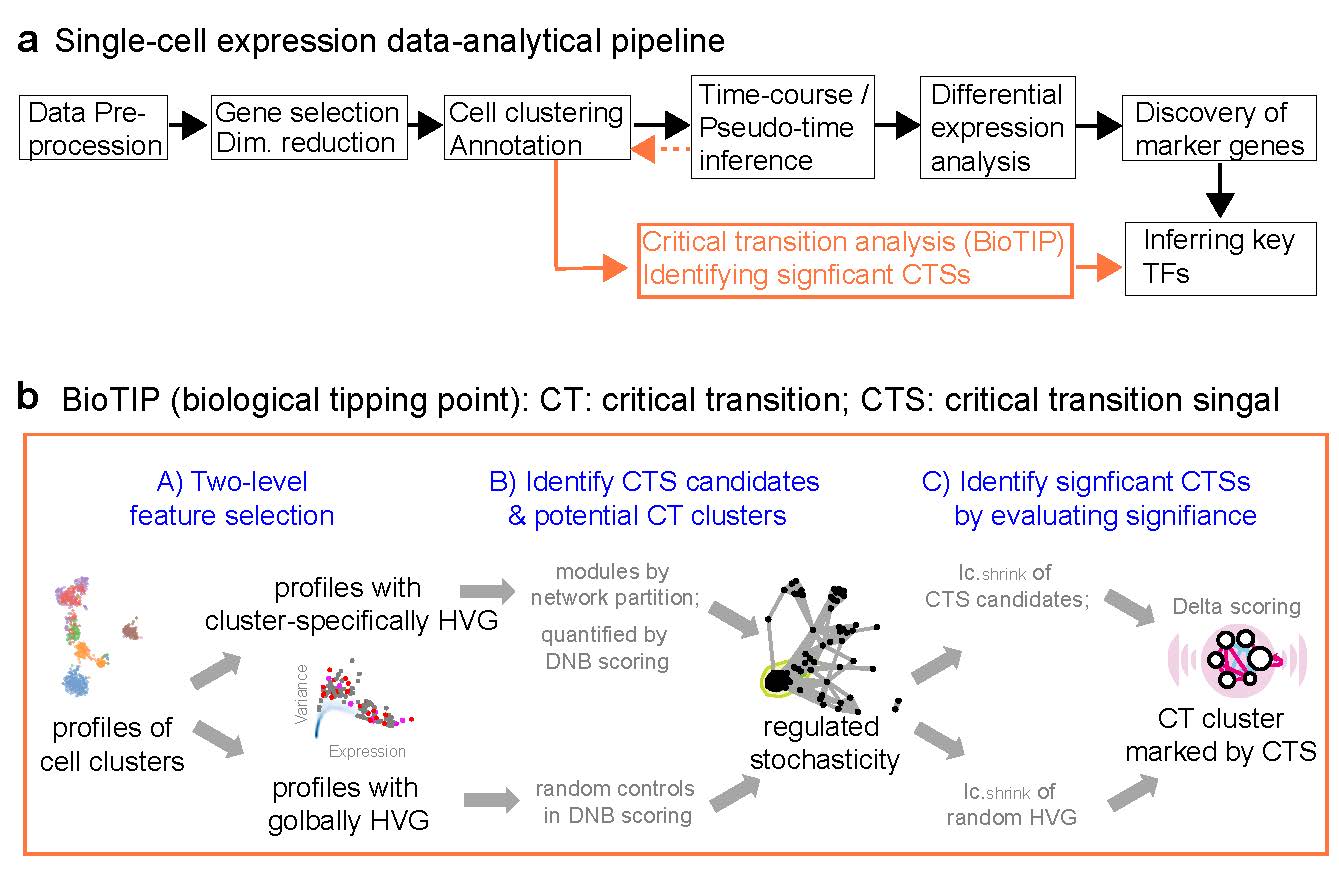 a Single-cell expression data-analytical pipeline
Data Pre-
procession
Gene selection
Dim. reduction
Cell clustering
Annotation
Time-course /
Pseudo-time
inference
Differential
expression
analysis
Discovery of
marker genes
Critical transition analysis (BioTIP)
Identifying signficant CTSs
Inferring key
TFs
b BioTIP (biological tipping point): CT: critical transition; CTS: critical transition singal
A) Two-level
feature selection
B) Identify CTS candidates
& potential CT clusters
C) Identify signficant CTSs
by evaluating signifiance
profiles of
cell clusters
profiles with
cluster-specifically HVG
Variance
Expression
profiles with
golbally HVG
modules by
network partition;
quantified by
DNB scoring
random controls
in DNB scoring
regulated
stochasticity
Ic.shrink of
CTS candidates;
Ic.shrink of
random HVG
Delta scoring
CT cluster
marked by CTS